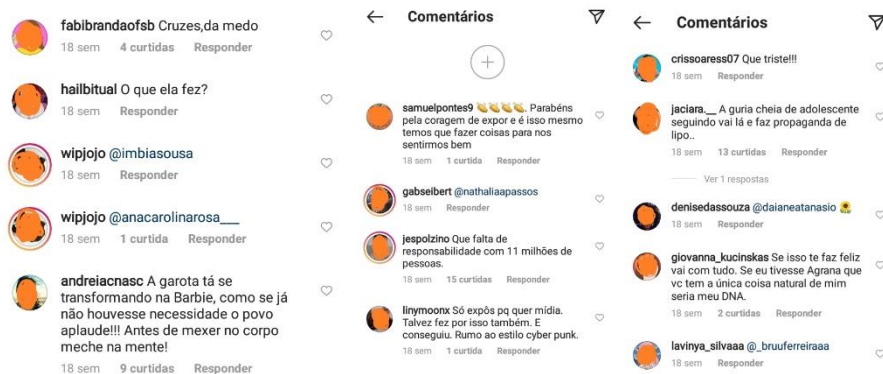 fabibrandaofsb Cruzes,da medo
18 sem 4 curtidas Responder
hailbitual O que ela fez?
18 sem Responder
wipjojo @imbiasousa
18 sem Responder
wipjojo @anacarolinarosa___
18 sem 1 curtida Responder
andreiacnasc A garota tá se
transformando na Barbie, como se já
não houvesse necessidade o povo
aplaude!!! Antes de mexer no corpo
meche na mente!
18 sem 9 curtidas Responder
Comentários
samuelpontes9 👏👏👏👏. Parabéns
pela coragem de expor e é isso mesmo
temos que fazer coisas para nos
sentirmos bem
18 sem 1 curtida Responder
gabseibert @nathaliaapassos
18 sem Responder
jespolzino Que falta de
responsabilidade com 11 milhões de
pessoas.
18 sem 15 curtidas Responder
linymoonx Só expôs pq quer mídia.
Talvez fez por isso também. E
conseguiu. Rumo ao estilo cyber punk.
18 sem 1 curtida Responder
Comentários
crissoaress07 Que triste!!!
18 sem Responder
jaciara.__ A guria cheia de adolescente
seguindo vai lá e faz propaganda de
lipo..
18 sem 13 curtidas Responder
Ver 1 respostas
denisedassouza @daianeatanasio 🌻
18 sem Responder
giovanna_kucinskas Se isso te faz feliz
vai com tudo. Se eu tivesse Agrana que
vc tem a única coisa natural de mim
seria meu DNA.
18 sem 2 curtidas Responder
lavinya_silvaaa @_bruuferreiraaa
18 sem Responder